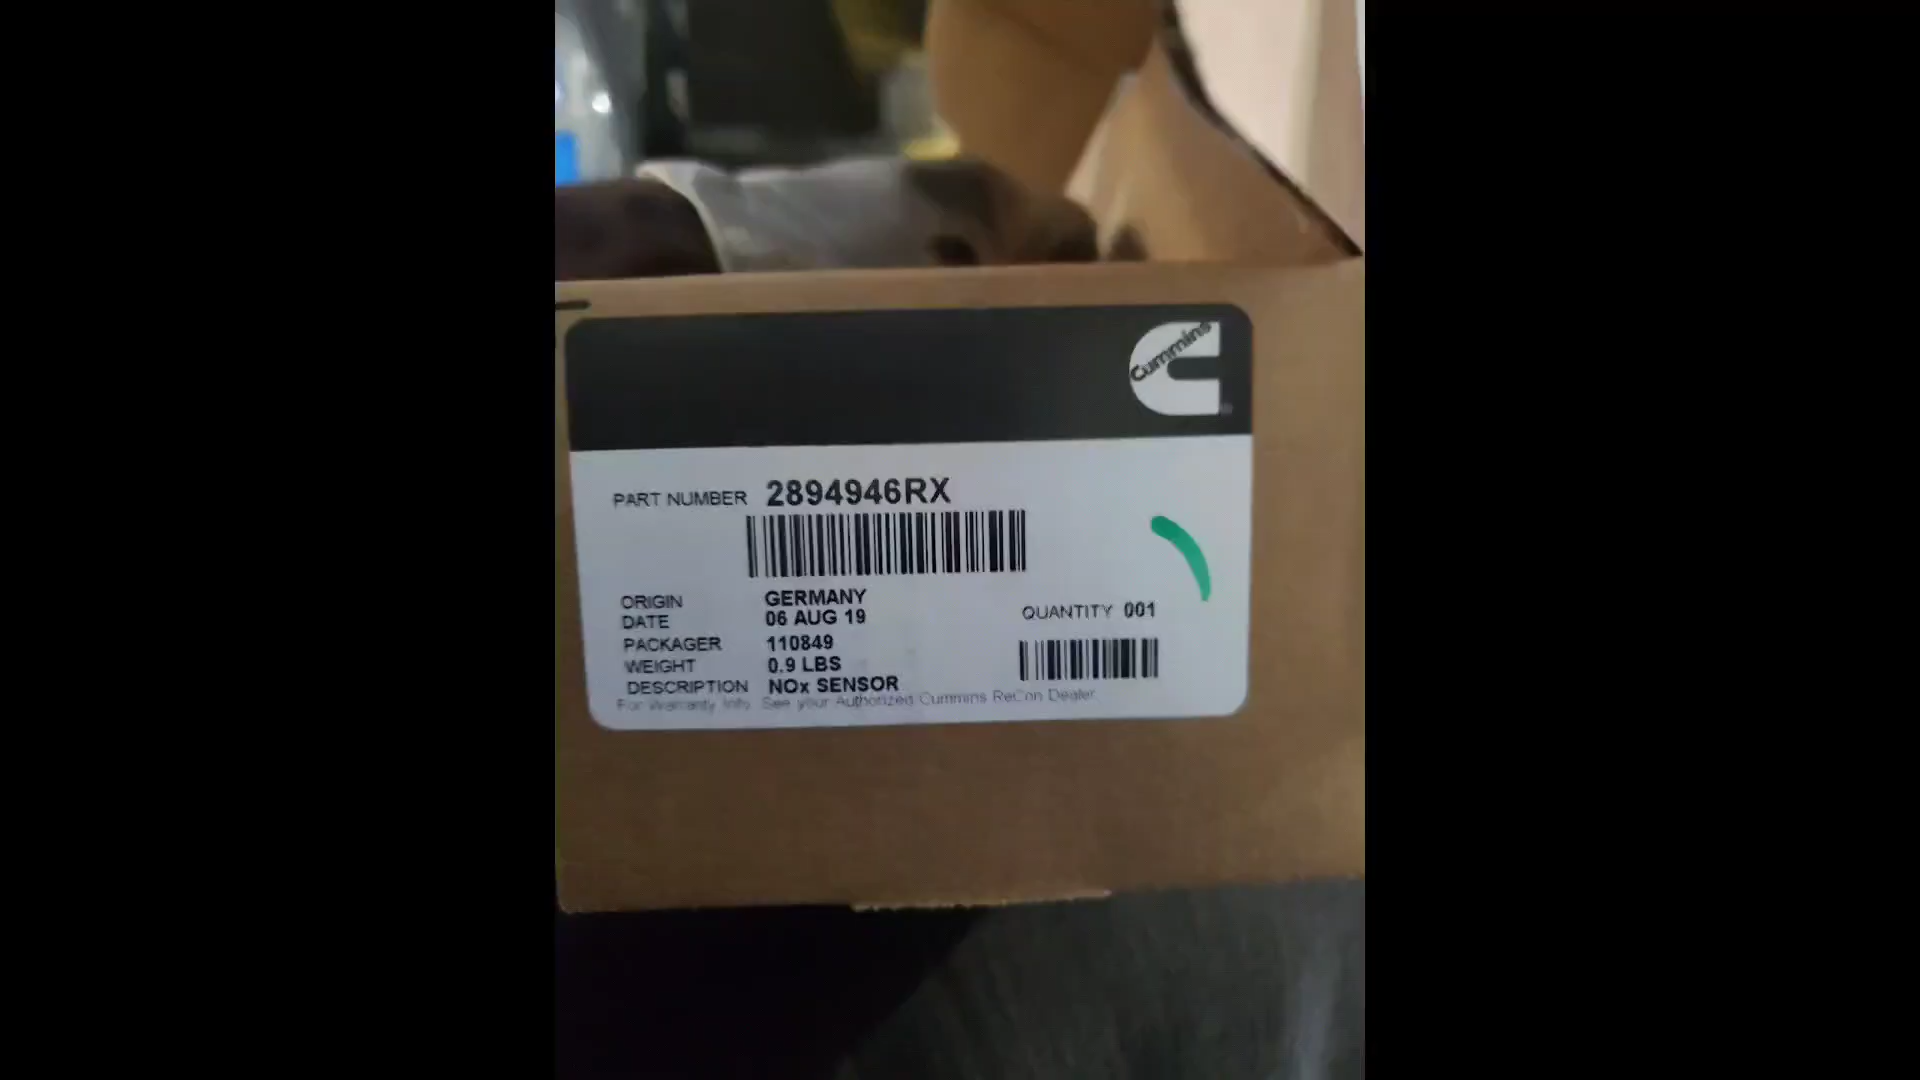 Cummins
PART NUMBER 2894946RX
ORIGIN GERMANY
DATE 06 AUG 19
QUANTITY 001
PACKAGER 110849
WEIGHT 0.9 LBS
DESCRIPTION NOx SENSOR
For Warranty Info. See your Authorized Cummins ReCon Dealer